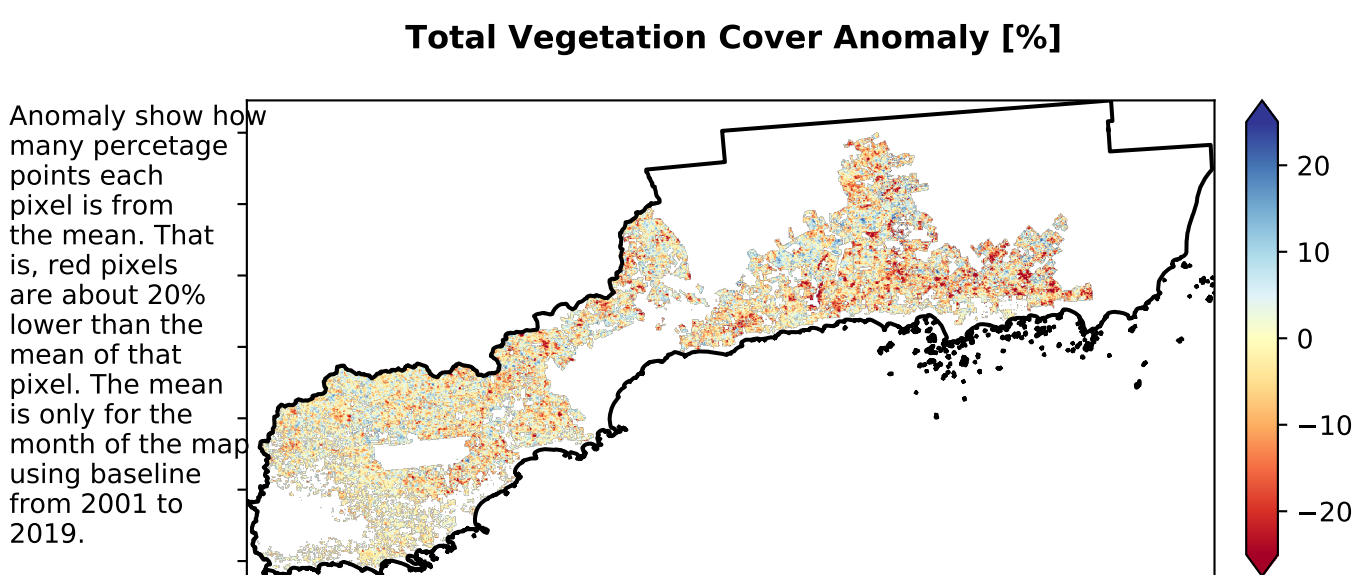 Total Vegetation Cover Anomaly [%]
Anomaly show how
many percetage
points each
pixel is from
the mean. That
is, red pixels
are about 20%
lower than the
mean of that
pixel. The mean
is only for the
month of the map
using baseline
from 2001 to
2019.
20
10
0
−10
−20